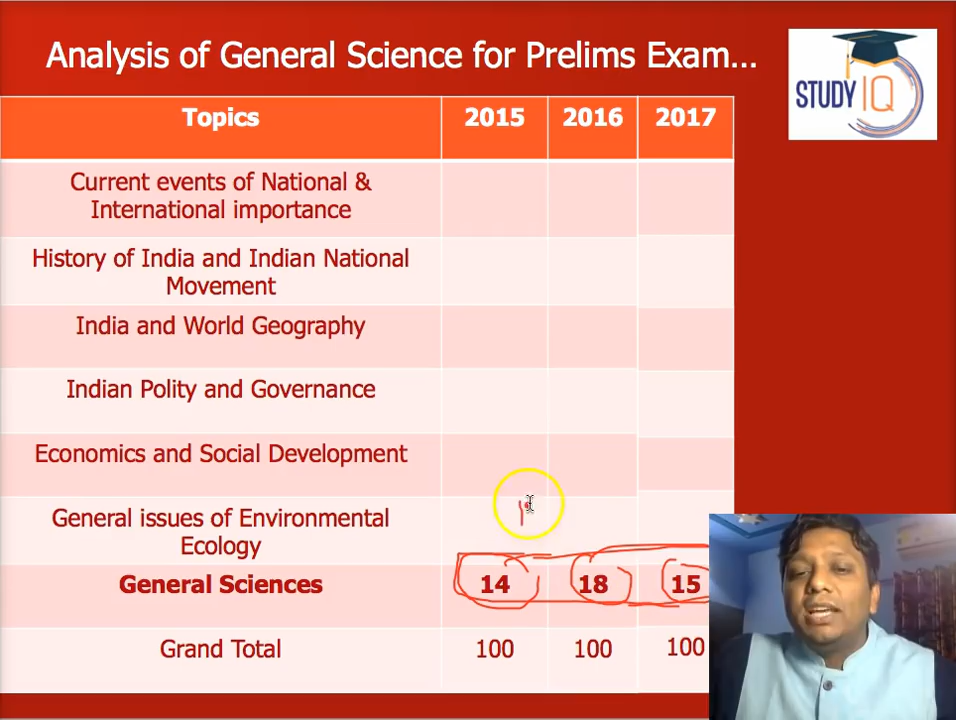 Analysis of General Science for Prelims Exam...
STUDY IQ
Topics 2015 2016 2017
Current events of National &
International importance
History of India and Indian National
Movement
India and World Geography
Indian Polity and Governance
Economics and Social Development
General issues of Environmental
Ecology
General Sciences 14 18 15
Grand Total 100 100 100